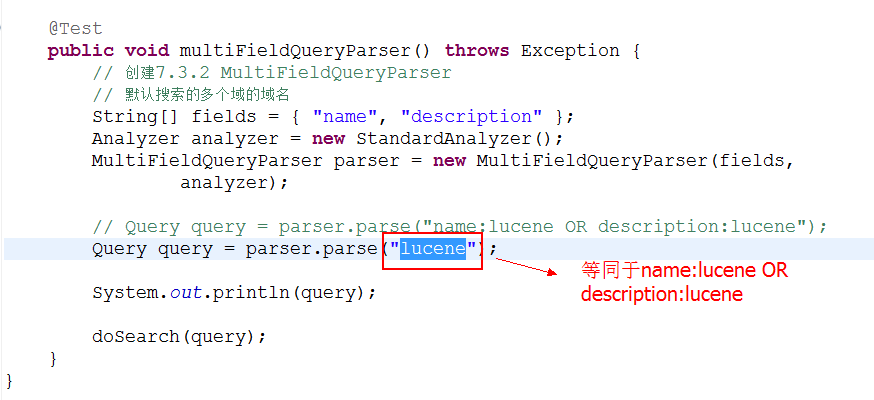 @Test
public void multiFieldQueryParser() throws Exception {
// 创建7.3.2 MultiFieldQueryParser
// 默认搜索的多个域的域名
String[] fields = { "name", "description" };
Analyzer analyzer = new StandardAnalyzer();
MultiFieldQueryParser parser = new MultiFieldQueryParser(fields,
analyzer);
// Query query = parser.parse("name:lucene OR description:lucene");
Query query = parser.parse("lucene");
等同于name:lucene OR
description:lucene
System.out.println(query);
doSearch(query);
}
}